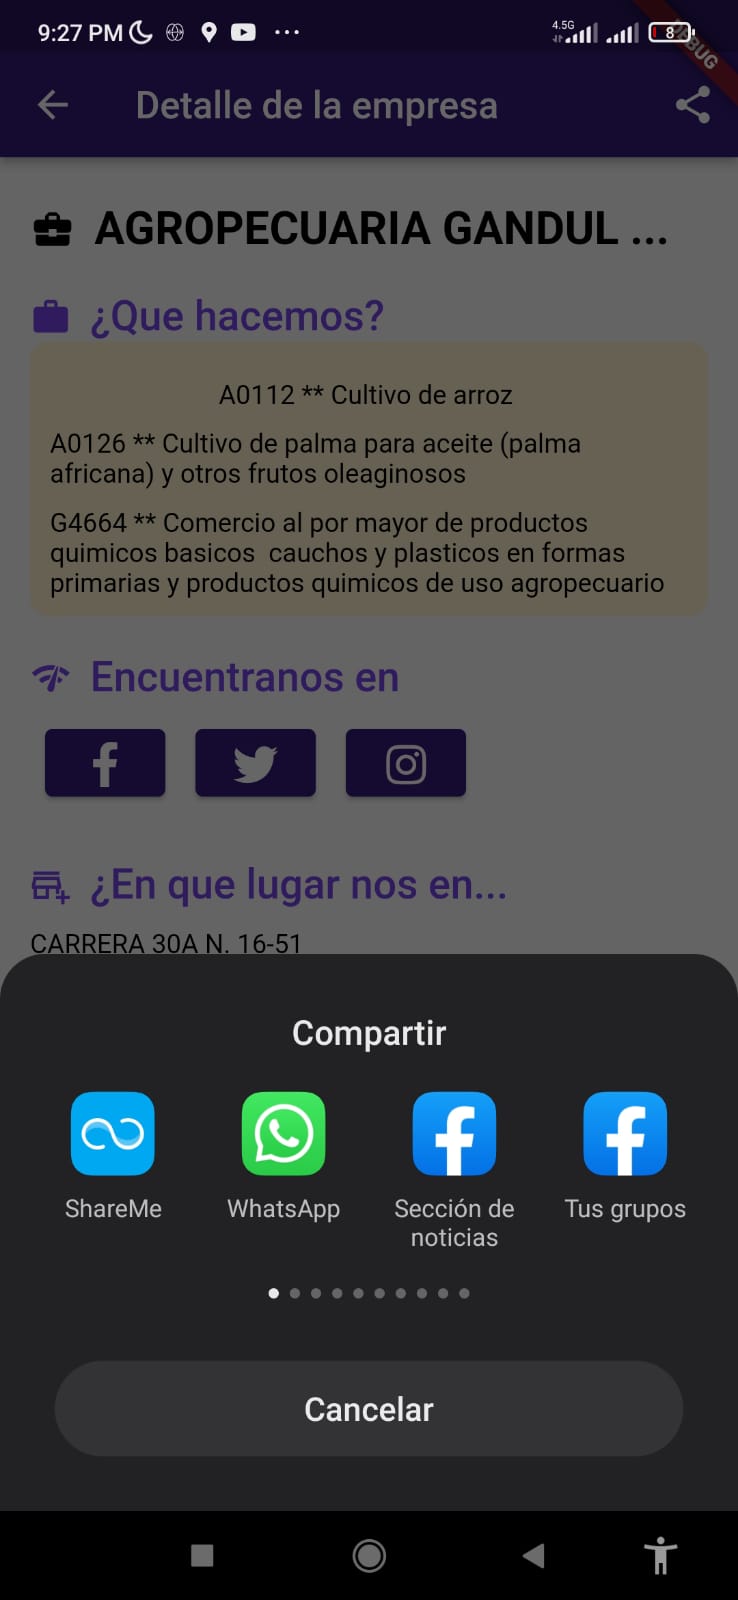 9:27 PM
4.5G
8
DEBUG
Detalle de la empresa
AGROPECUARIA GANDUL ...
¿Que hacemos?
A0112 ** Cultivo de arroz
A0126 ** Cultivo de palma para aceite (palma
africana) y otros frutos oleaginosos
G4664 ** Comercio al por mayor de productos
quimicos basicos  cauchos y plasticos en formas
primarias y productos quimicos de uso agropecuario
Encuentranos en
¿En que lugar nos en...
CARRERA 30A N. 16-51
Compartir
ShareMe
WhatsApp
Sección de
noticias
Tus grupos
Cancelar